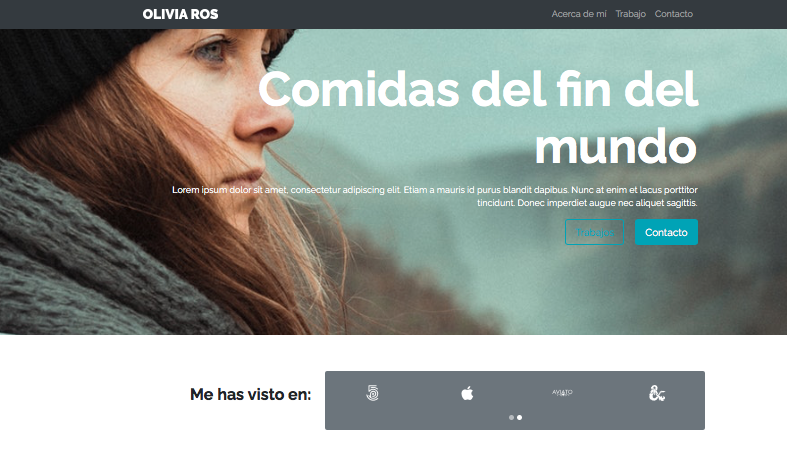 OLIVIA ROS
Acerca de mí Trabajo Contacto
Comidas del fin del
mundo
Lorem ipsum dolor sit amet, consectetur adipiscing elit. Etiam a mauris id purus blandit dapibus. Nunc at enim et lacus porttitor
tincidunt. Donec imperdiet augue nec aliquet sagittis.
Trabajos Contacto
Me has visto en:
5 AVIATO &